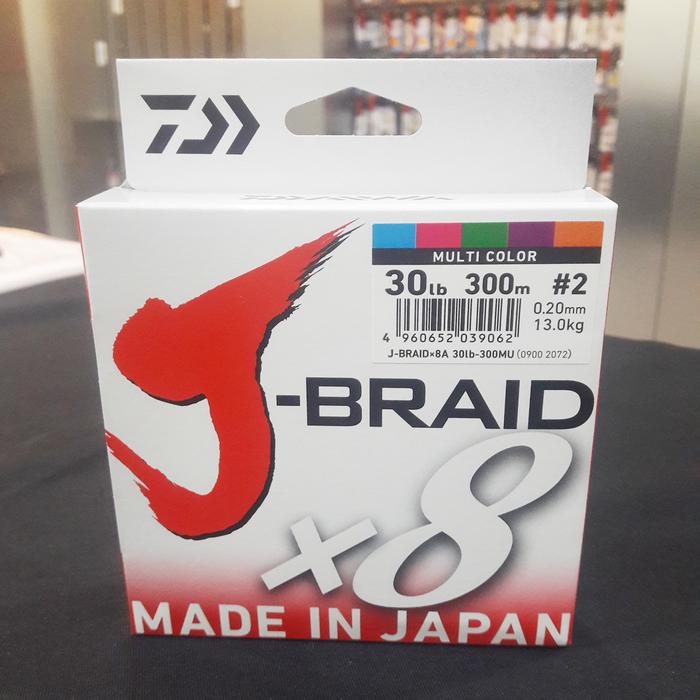 MULTI COLOR
30lb 300m #2
0.20mm
13.0kg
4 960652 039062
J-BRAID×8A 30lb-300MU (0900 2072)
J-BRAID
×8
MADE IN JAPAN